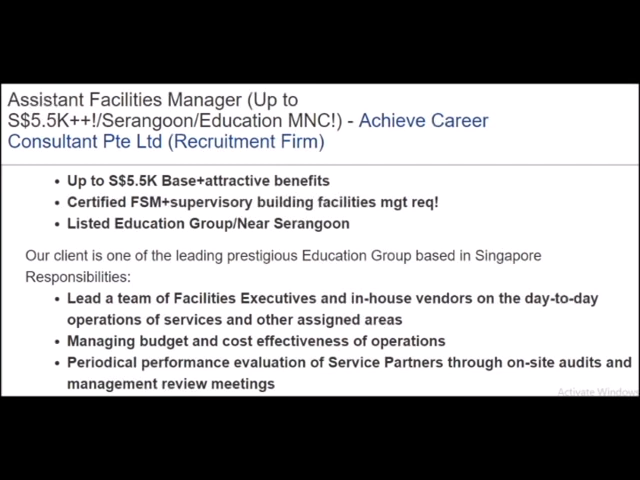 Assistant Facilities Manager (Up to
S$5.5K++!/Serangoon/Education MNC!) - Achieve Career
Consultant Pte Ltd (Recruitment Firm)
• Up to S$5.5K Base+attractive benefits
• Certified FSM+supervisory building facilities mgt req!
• Listed Education Group/Near Serangoon
Our client is one of the leading prestigious Education Group based in Singapore
Responsibilities:
• Lead a team of Facilities Executives and in-house vendors on the day-to-day
operations of services and other assigned areas
• Managing budget and cost effectiveness of operations
• Periodical performance evaluation of Service Partners through on-site audits and
management review meetings
Activate Windows